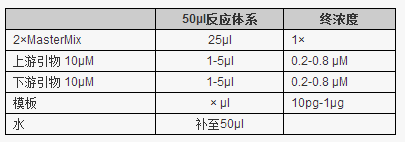 50μl反应体系 终浓度
2×MasterMix 25μl 1×
上游引物 10μM 1-5μl 0.2-0.8 μM
下游引物 10μM 1-5μl 0.2-0.8 μM
模板 × μl 10pg-1μg
水 补至50μl